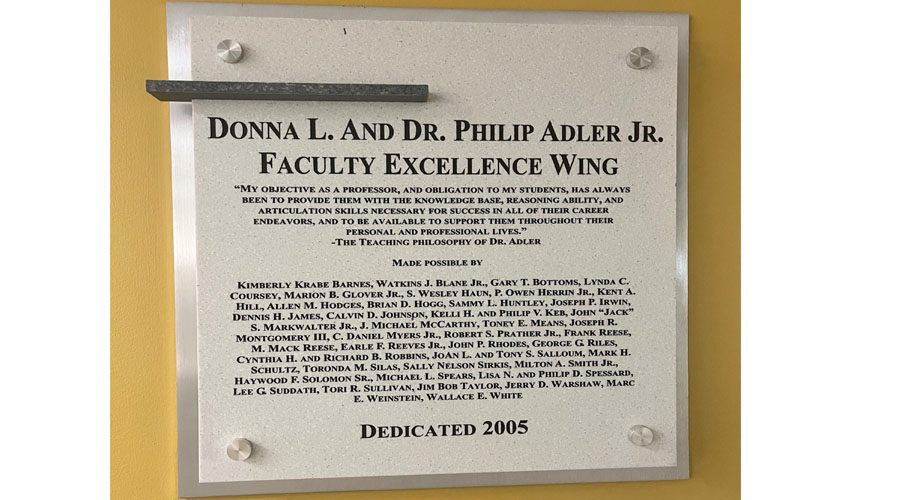 DONNA L. AND DR. PHILIP ADLER JR.
FACULTY EXCELLENCE WING
“MY OBJECTIVE AS A PROFESSOR, AND OBLIGATION TO MY STUDENTS, HAS ALWAYS
BEEN TO PROVIDE THEM WITH THE KNOWLEDGE BASE, REASONING ABILITY, AND
ARTICULATION SKILLS NECESSARY FOR SUCCESS IN ALL OF THEIR CAREER
ENDEAVORS, AND TO BE AVAILABLE TO SUPPORT THEM THROUGHOUT THEIR
PERSONAL AND PROFESSIONAL LIVES.”
-THE TEACHING PHILOSOPHY OF DR. ADLER
MADE POSSIBLE BY
KIMBERLY KRABE BARNES, WATKINS J. BLANE JR., GARY T. BOTTOMS, LYNDA C.
COURSEY, MARION B. GLOVER JR., S. WESLEY HAUN, P. OWEN HERRIN JR., KENT A.
HILL, ALLEN M. HODGES, BRIAN D. HOGG, SAMMY L. HUNTLEY, JOSEPH P. IRWIN,
DENNIS H. JAMES, CALVIN D. JOHNSON, KELLI H. AND PHILIP V. KEB, JOHN “JACK”
S. MARKWALTER JR., J. MICHAEL MCCARTHY, TONEY E. MEANS, JOSEPH R.
MONTGOMERY III, C. DANIEL MYERS JR., ROBERT S. PRATHER JR., FRANK REESE,
M. MACK REESE, EARLE F. REEVES JR., JOHN P. RHODES, GEORGE G. RILES,
CYNTHIA H. AND RICHARD B. ROBBINS, JOAN L. AND TONY S. SALLOUM, MARK H.
SCHULTZ, TORONDA M. SILAS, SALLY NELSON SIRKIS, MILTON A. SMITH JR.,
HAYWOOD F. SOLOMON SR., MICHAEL L. SPEARS, LISA N. AND PHILIP D. SPESSARD,
LEE G. SUDDATH, TORI R. SULLIVAN, JIM BOB TAYLOR, JERRY D. WARSHAW, MARC
E. WEINSTEIN, WALLACE E. WHITE
DEDICATED 2005